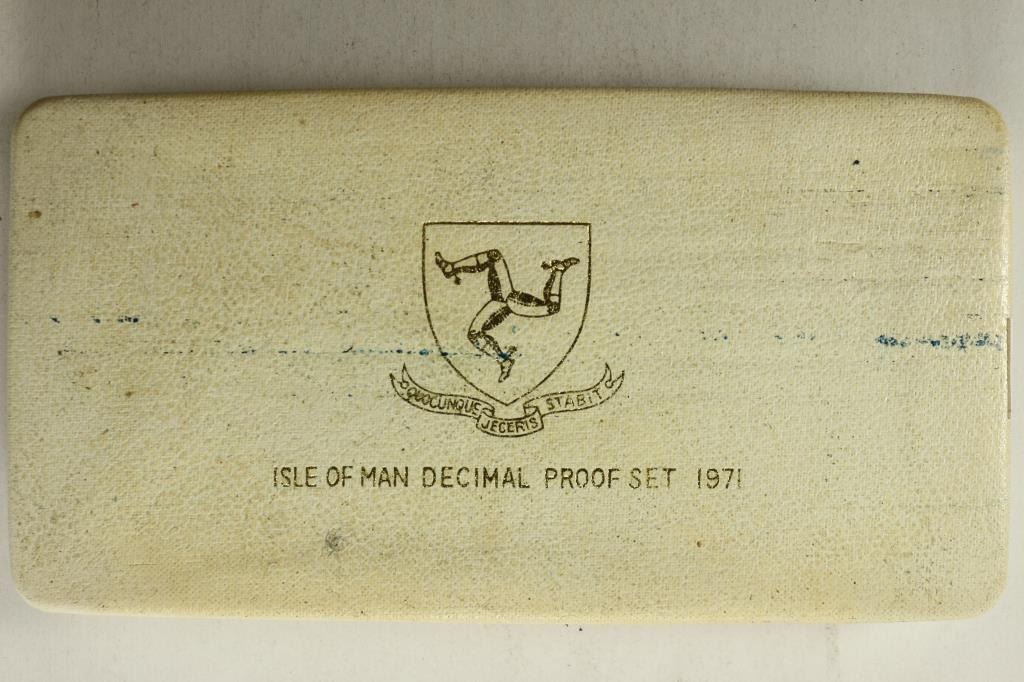 QUOCUNQUE JECERIS STABIT
ISLE OF MAN DECIMAL PROOF SET 1971